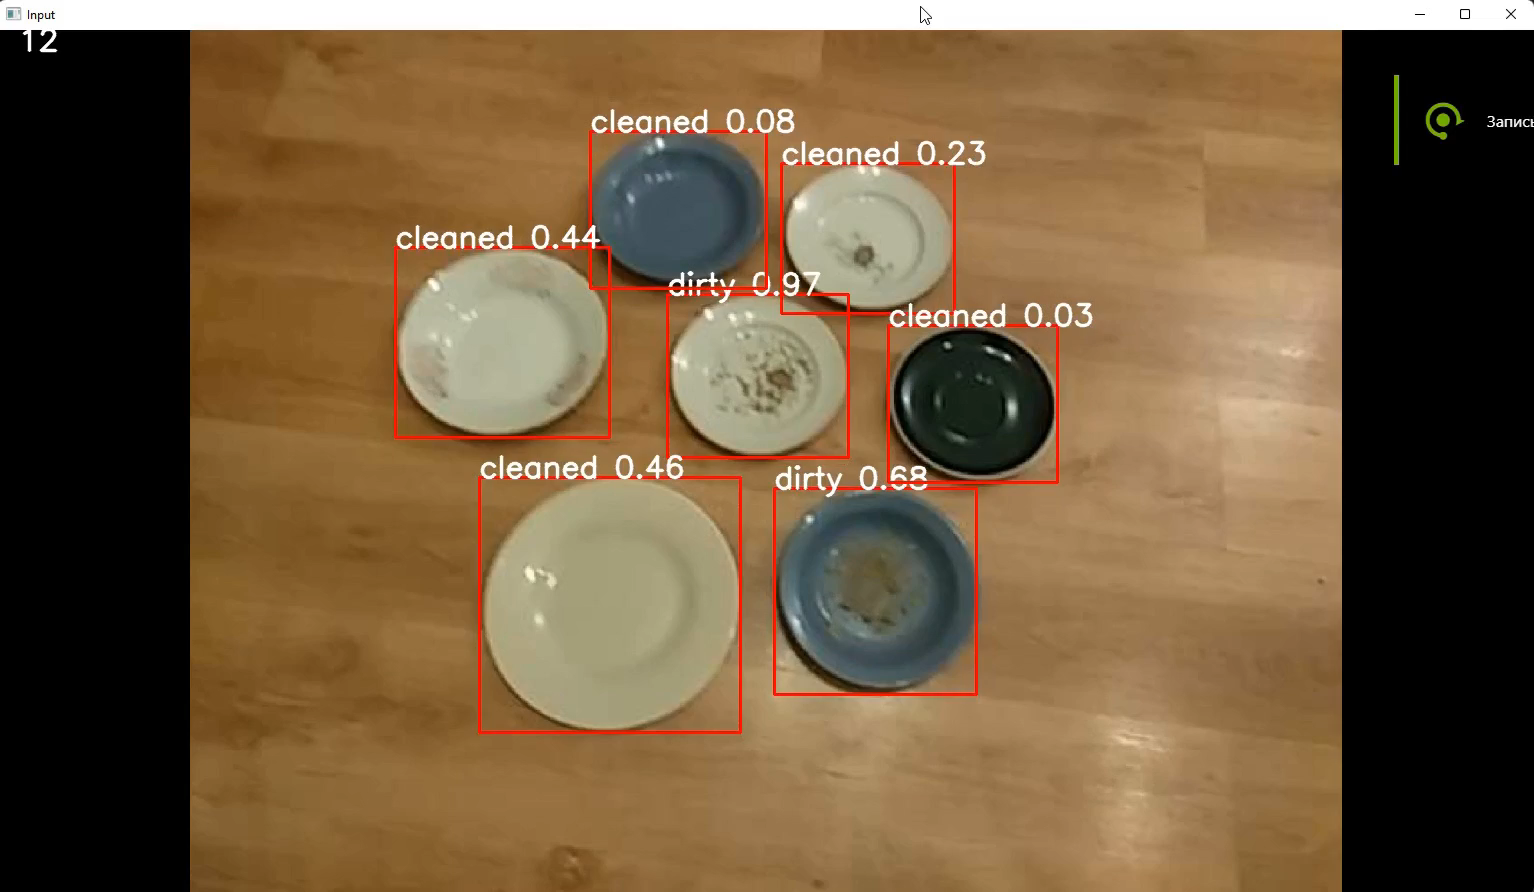 Input
12
Запись
cleaned 0.08
cleaned 0.23
cleaned 0.44
dirty 0.97
cleaned 0.03
cleaned 0.46
dirty 0.68